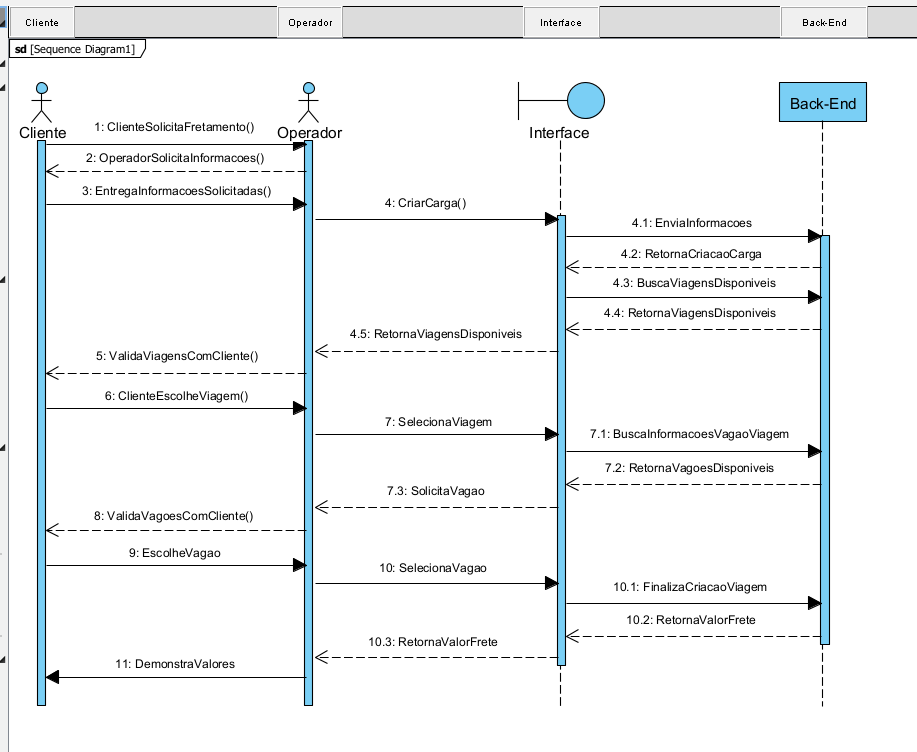 Cliente
Operador
Interface
Back-End
sd [Sequence Diagram1]
Cliente
Operador
Interface
Back-End
1: ClienteSolicitaFretamento()
2: OperadorSolicitaInformacoes()
3: EntregaInformacoesSolicitadas()
4: CriarCarga()
4.1: EnviaInformacoes
4.2: RetornaCriacaoCarga
4.3: BuscaViagensDisponiveis
4.4: RetornaViagensDisponiveis
4.5: RetornaViagensDisponiveis
5: ValidaViagensComCliente()
6: ClienteEscolheViagem()
7: SelecionaViagem
7.1: BuscaInformacoesVagaoViagem
7.2: RetornaVagoesDisponiveis
7.3: SolicitaVagao
8: ValidaVagoesComCliente()
9: EscolheVagao
10: SelecionaVagao
10.1: FinalizaCriacaoViagem
10.2: RetornaValorFrete
10.3: RetornaValorFrete
11: DemonstraValores